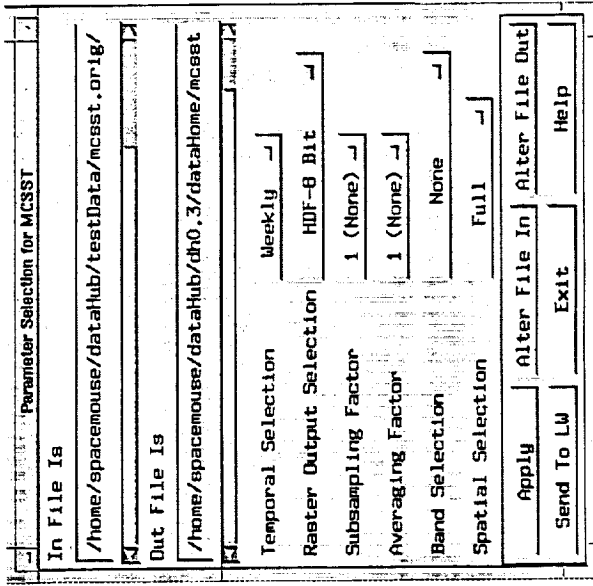 Parameter Selection for MCSST
In File Is
/home/spacemouse/dataHub/testData/mcsst.orig/
Out File Is
/home/spacemouse/dataHub/dh0.3/dataHome/mcsst
Temporal Selection Weekly
Raster Output Selection HDF-8 Bit
Subsampling Factor 1 (None)
Averaging Factor 1 (None)
Band Selection None
Spatial Selection Full
Apply Alter File In Alter File Out
Send To LW Exit Help